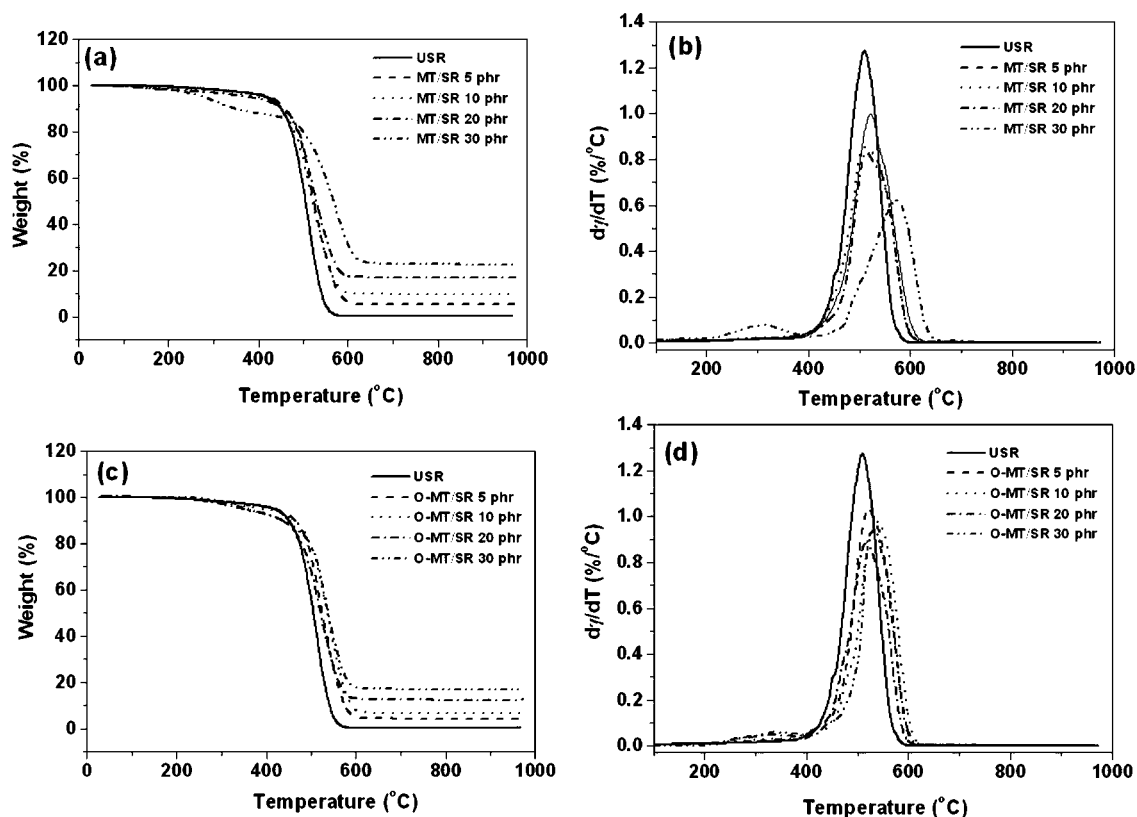 (a)
USR
MT/SR 5 phr
MT/SR 10 phr
MT/SR 20 phr
MT/SR 30 phr
Weight (%)
120
100
80
60
40
20
0
0 200 400 600 800 1000
Temperature (°C)
(b)
USR
MT/SR 5 phr
MT/SR 10 phr
MT/SR 20 phr
MT/SR 30 phr
dγ/dT (%/°C)
1.4
1.2
1.0
0.8
0.6
0.4
0.2
0.0
200 400 600 800 1000
Temperature (°C)
(c)
USR
O-MT/SR 5 phr
O-MT/SR 10 phr
O-MT/SR 20 phr
O-MT/SR 30 phr
Weight (%)
120
100
80
60
40
20
0
0 200 400 600 800 1000
Temperature (°C)
(d)
USR
O-MT/SR 5 phr
O-MT/SR 10 phr
O-MT/SR 20 phr
O-MT/SR 30 phr
dγ/dT (%/°C)
1.4
1.2
1.0
0.8
0.6
0.4
0.2
0.0
200 400 600 800 1000
Temperature (°C)